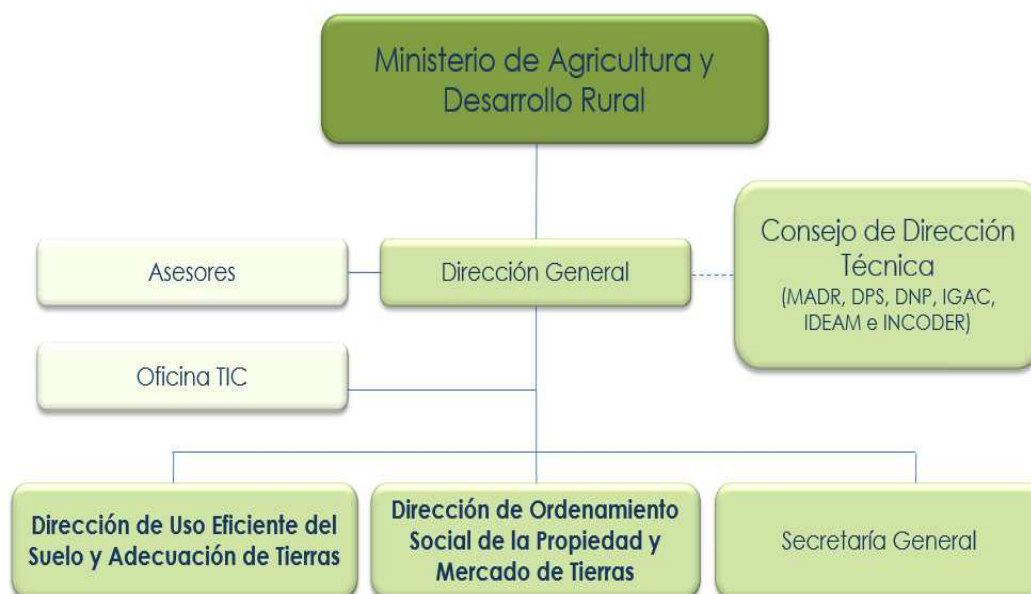 Ministerio de Agricultura y
Desarrollo Rural
Consejo de Dirección
Técnica
(MADR, DPS, DNP, IGAC,
IDEAM e INCODER)
Asesores
Dirección General
Oficina TIC
Dirección de Uso Eficiente del
Suelo y Adecuación de Tierras
Dirección de Ordenamiento
Social de la Propiedad y
Mercado de Tierras
Secretaría General